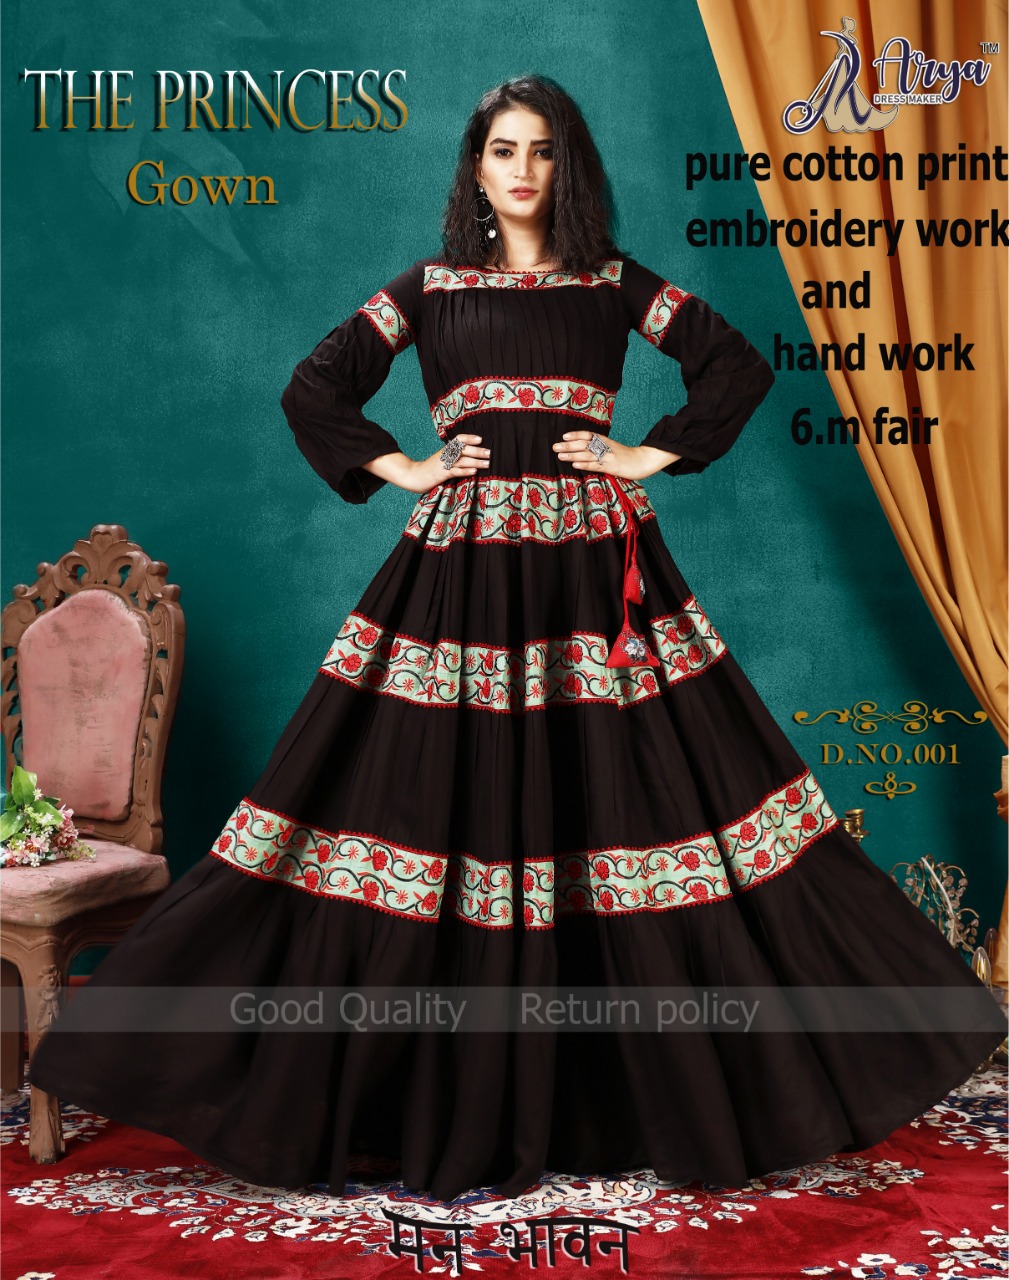 THE PRINCESS
Gown
Arya TM
DRESS MAKER
pure cotton print
embroidery work
and
hand work
6.m fair
D.NO.001
Good Quality Return policy
मन भावन